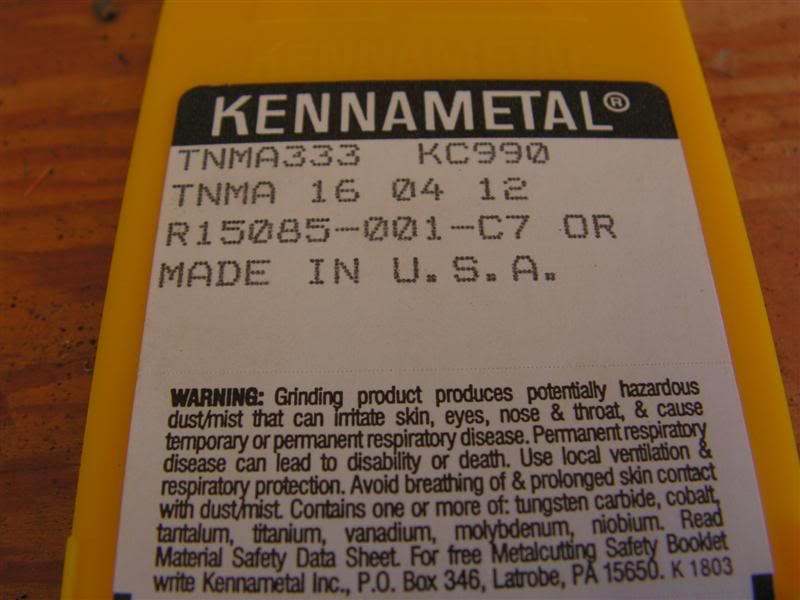 KENNAMETAL®
TNMA333 KC990
TNMA 16 04 12
R15085-001-C7 OR
MADE IN U.S.A.
WARNING: Grinding product produces potentially hazardous
dust/mist that can irritate skin, eyes, nose & throat, & cause
temporary or permanent respiratory disease. Permanent respiratory
disease can lead to disability or death. Use local ventilation &
respiratory protection. Avoid breathing of & prolonged skin contact
with dust/mist. Contains one or more of: tungsten carbide, cobalt,
tantalum, titanium, vanadium, molybdenum, niobium. Read
Material Safety Data Sheet. For free Metalcutting Safety Booklet
write Kennametal Inc., P.O. Box 346, Latrobe, PA 15650. K 1803